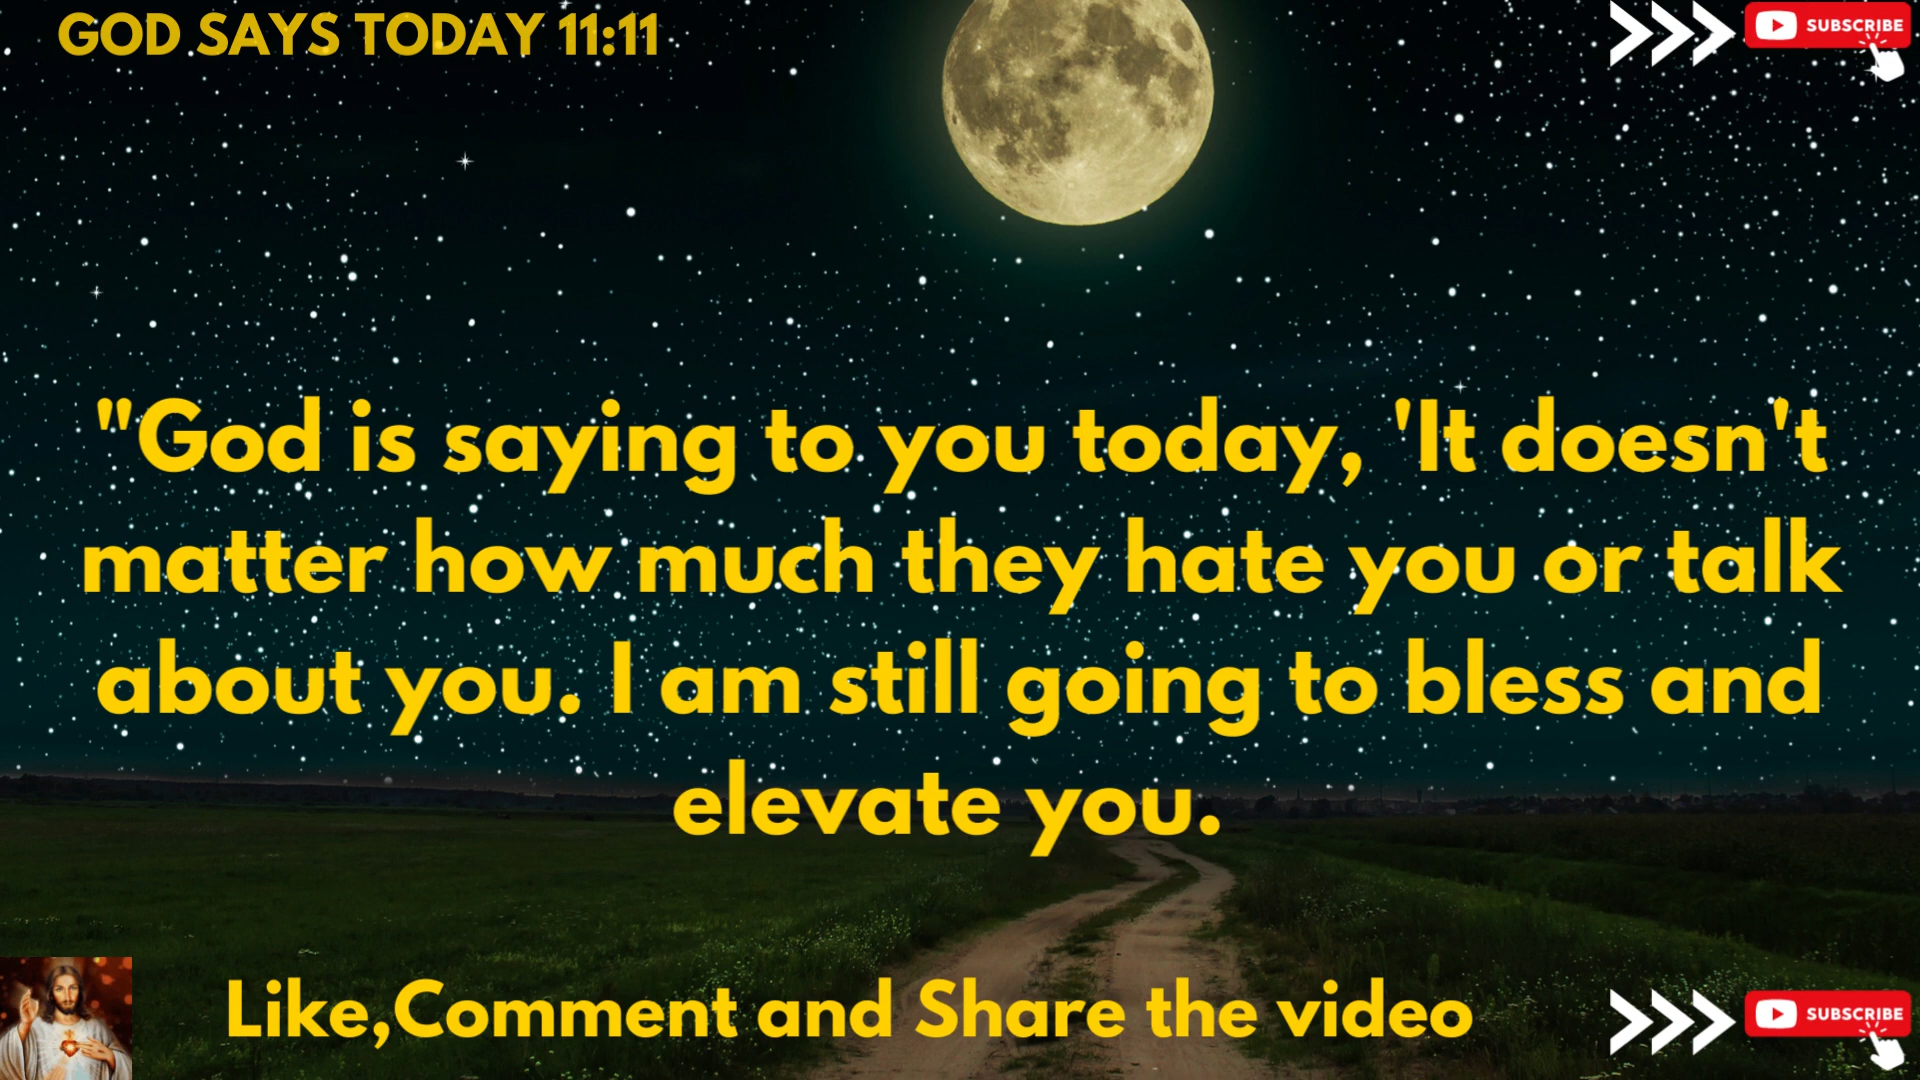 GOD SAYS TODAY 11:11
SUBSCRIBE
"God is saying to you today, 'It doesn't
matter how much they hate you or talk
about you. I am still going to bless and
elevate you.
Like,Comment and Share the video
SUBSCRIBE